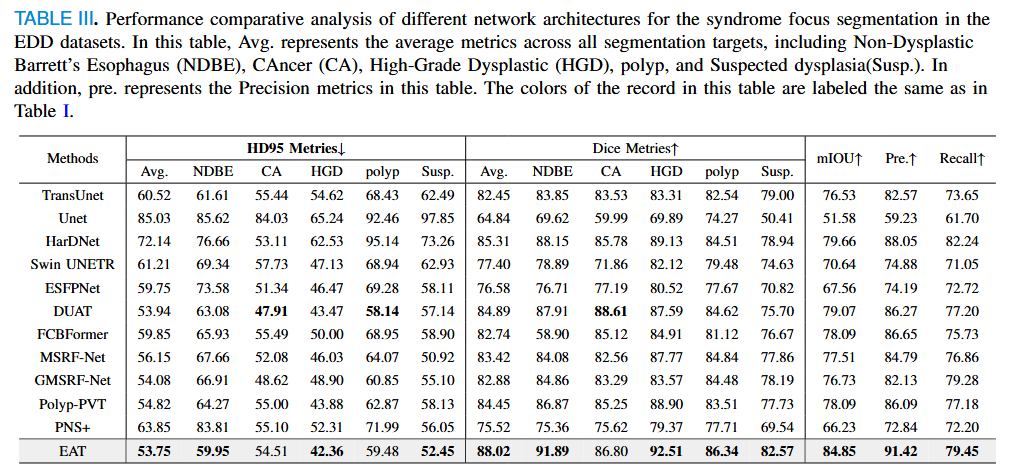 TABLE III. Performance comparative analysis of different network architectures for the syndrome focus segmentation in the
EDD datasets. In this table, Avg. represents the average metrics across all segmentation targets, including Non-Dysplastic
Barrett's Esophagus (NDBE), CAncer (CA), High-Grade Dysplastic (HGD), polyp, and Suspected dysplasia(Susp.). In
addition, pre. represents the Precision metrics in this table. The colors of the record in this table are labeled the same as in
Table I.
Methods HD95 Metrics↓ Dice Metrics↑ mIOU↑ Pre.↑ Recall↑
Avg. NDBE CA HGD polyp Susp. Avg. NDBE CA HGD polyp Susp.
TransUnet 60.52 61.61 55.44 54.62 68.43 62.49 82.45 83.85 83.53 83.31 82.54 79.00 76.53 82.57 73.65
Unet 85.03 85.62 84.03 65.24 92.46 97.85 64.84 69.62 59.99 69.89 74.27 50.41 51.58 59.23 61.70
HarDNet 72.14 76.66 53.11 62.53 95.14 73.26 85.31 88.15 85.78 89.13 84.51 78.94 79.66 88.05 82.24
Swin UNETR 61.21 69.34 57.73 47.13 68.94 62.93 77.40 78.89 71.86 82.12 79.48 74.63 70.64 74.88 71.05
ESFPNet 59.75 73.58 51.34 46.47 69.28 58.11 76.58 76.71 77.19 80.52 77.67 70.82 67.56 74.19 72.72
DUAT 53.94 63.08 47.91 43.47 58.14 57.14 84.89 87.91 88.61 87.59 84.62 75.70 79.07 86.27 77.20
FCBFormer 59.85 65.93 55.49 50.00 68.95 58.90 82.74 58.90 85.12 84.91 81.12 76.67 78.09 86.65 75.73
MSRF-Net 56.15 67.66 52.08 46.03 64.07 50.92 83.42 84.08 82.56 87.77 84.84 77.86 77.51 84.79 76.86
GMSRF-Net 54.08 66.91 48.62 48.90 60.85 55.10 82.88 84.86 83.29 83.57 84.48 78.19 76.73 82.13 79.28
Polyp-PVT 54.82 64.27 55.00 43.88 62.87 58.13 84.45 86.87 85.25 88.90 83.51 77.73 78.09 86.09 77.18
PNS+ 63.85 83.81 55.10 52.31 71.99 56.05 75.52 75.36 75.62 79.37 77.71 69.54 66.23 72.84 72.20
EAT 53.75 59.95 54.51 42.36 59.48 52.45 88.02 91.89 86.80 92.51 86.34 82.57 84.85 91.42 79.45